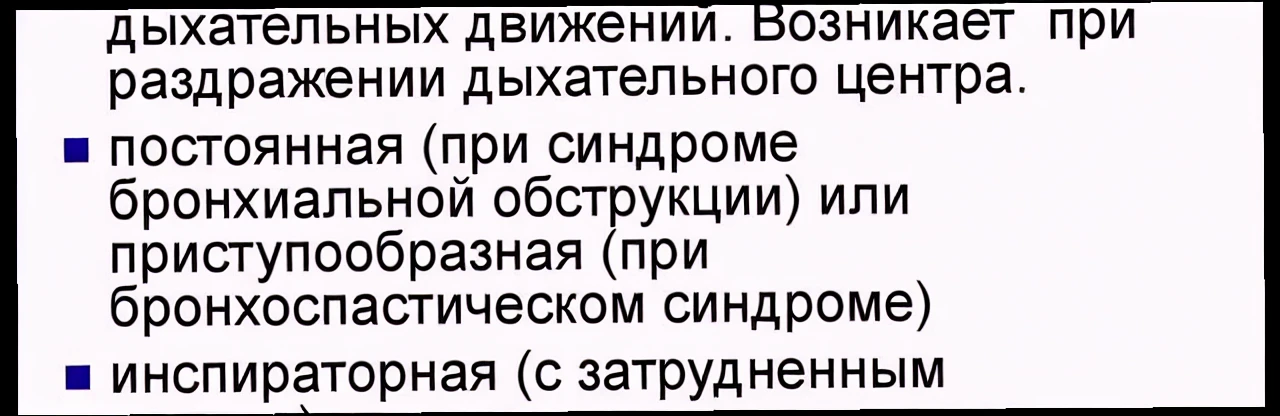 дыхательных движений. Возникает при
раздражении дыхательного центра.
постоянная (при синдроме
бронхиальной обструкции) или
приступообразная (при
бронхоспастическом синдроме)
инспираторная (с затрудненным